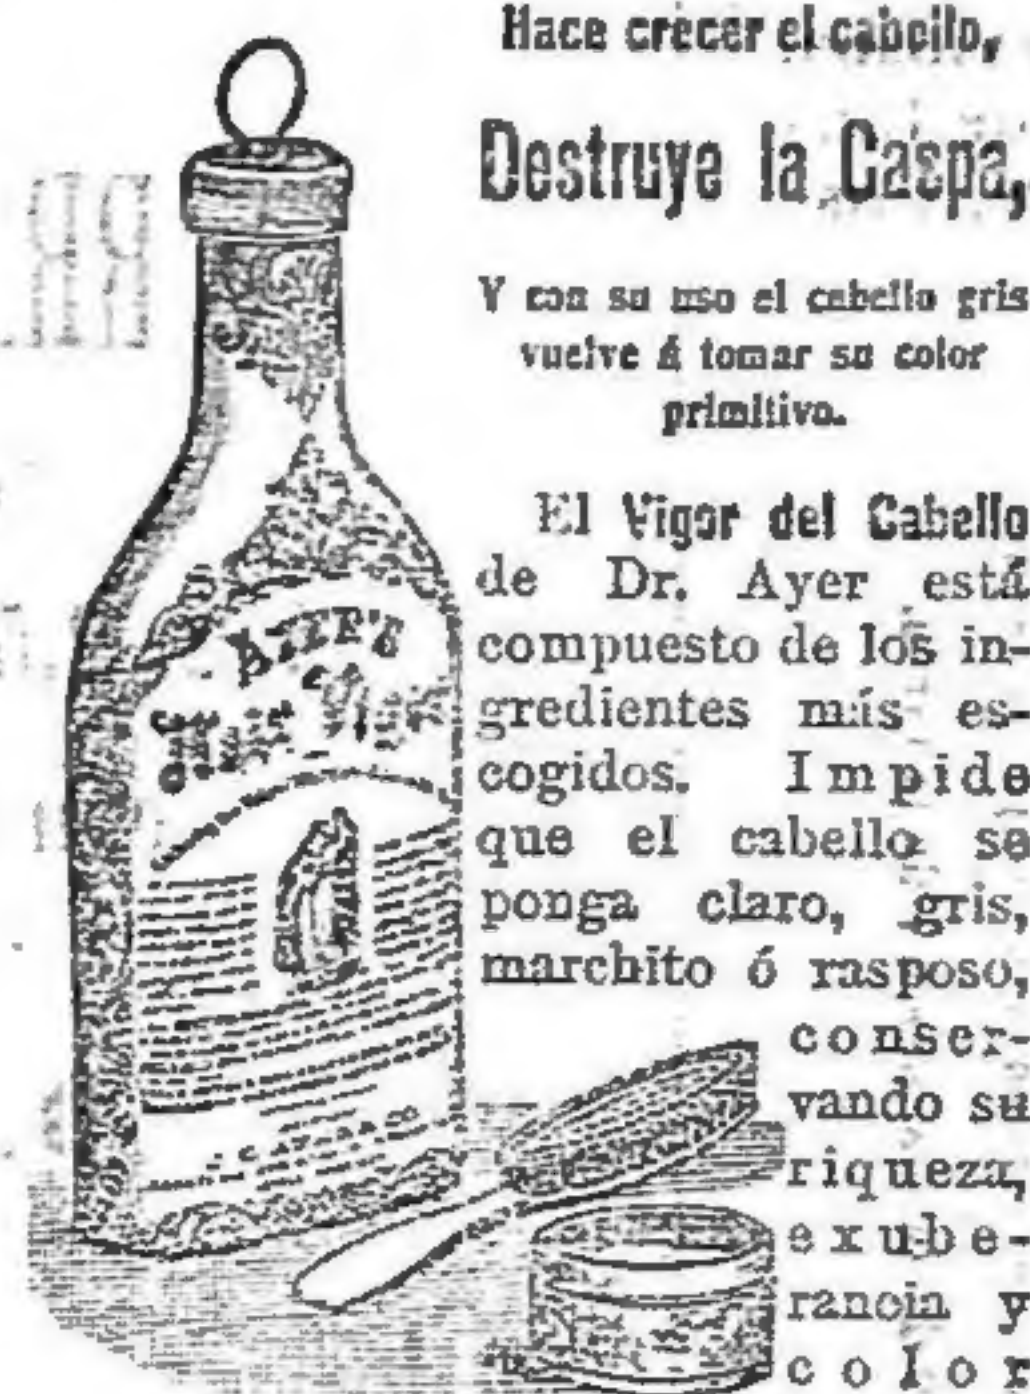 Hace crecer el cabello,
Destruye la Caspa,
Y con su uso el cabello gris
vuelve á tomar su color
primitivo.
El Vigor del Cabello
de Dr. Ayer está
compuesto de los in-
gredientes más es-
cogidos. Impide
que el cabello se
ponga claro, gris,
marchito ó rasposo,
conser-
vando su
riqueza,
exube-
rancia y
color
AYER'S